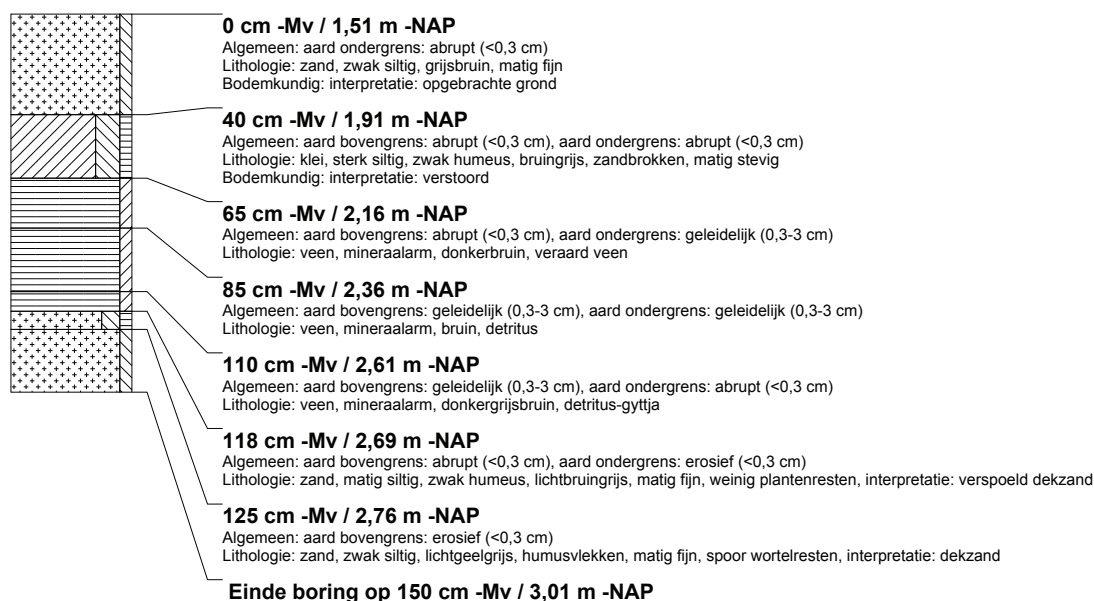 0 cm -Mv / 1,51 m -NAP
Algemeen: aard ondergrens: abrupt (<0,3 cm)
Lithologie: zand, zwak siltig, grijsbruin, matig fijn
Bodemkundig: interpretatie: opgebrachte grond
40 cm -Mv / 1,91 m -NAP
Algemeen: aard bovengrens: abrupt (<0,3 cm), aard ondergrens: abrupt (<0,3 cm)
Lithologie: klei, sterk siltig, zwak humeus, bruingrijs, zandbrokken, matig stevig
Bodemkundig: interpretatie: verstoord
65 cm -Mv / 2,16 m -NAP
Algemeen: aard bovengrens: abrupt (<0,3 cm), aard ondergrens: geleidelijk (0,3-3 cm)
Lithologie: veen, mineraalarm, donkerbruin, veraard veen
85 cm -Mv / 2,36 m -NAP
Algemeen: aard bovengrens: geleidelijk (0,3-3 cm), aard ondergrens: geleidelijk (0,3-3 cm)
Lithologie: veen, mineraalarm, bruin, detritus
110 cm -Mv / 2,61 m -NAP
Algemeen: aard bovengrens: geleidelijk (0,3-3 cm), aard ondergrens: abrupt (<0,3 cm)
Lithologie: veen, mineraalarm, donkergrijsbruin, detritus-gyttja
118 cm -Mv / 2,69 m -NAP
Algemeen: aard bovengrens: abrupt (<0,3 cm), aard ondergrens: erosief (<0,3 cm)
Lithologie: zand, matig siltig, zwak humeus, lichtbruingrijs, matig fijn, weinig plantenresten, interpretatie: verspoeld dekzand
125 cm -Mv / 2,76 m -NAP
Algemeen: aard bovengrens: erosief (<0,3 cm)
Lithologie: zand, zwak siltig, lichtgeelgrijs, humusvlekken, matig fijn, spoor wortelresten, interpretatie: dekzand
Einde boring op 150 cm -Mv / 3,01 m -NAP